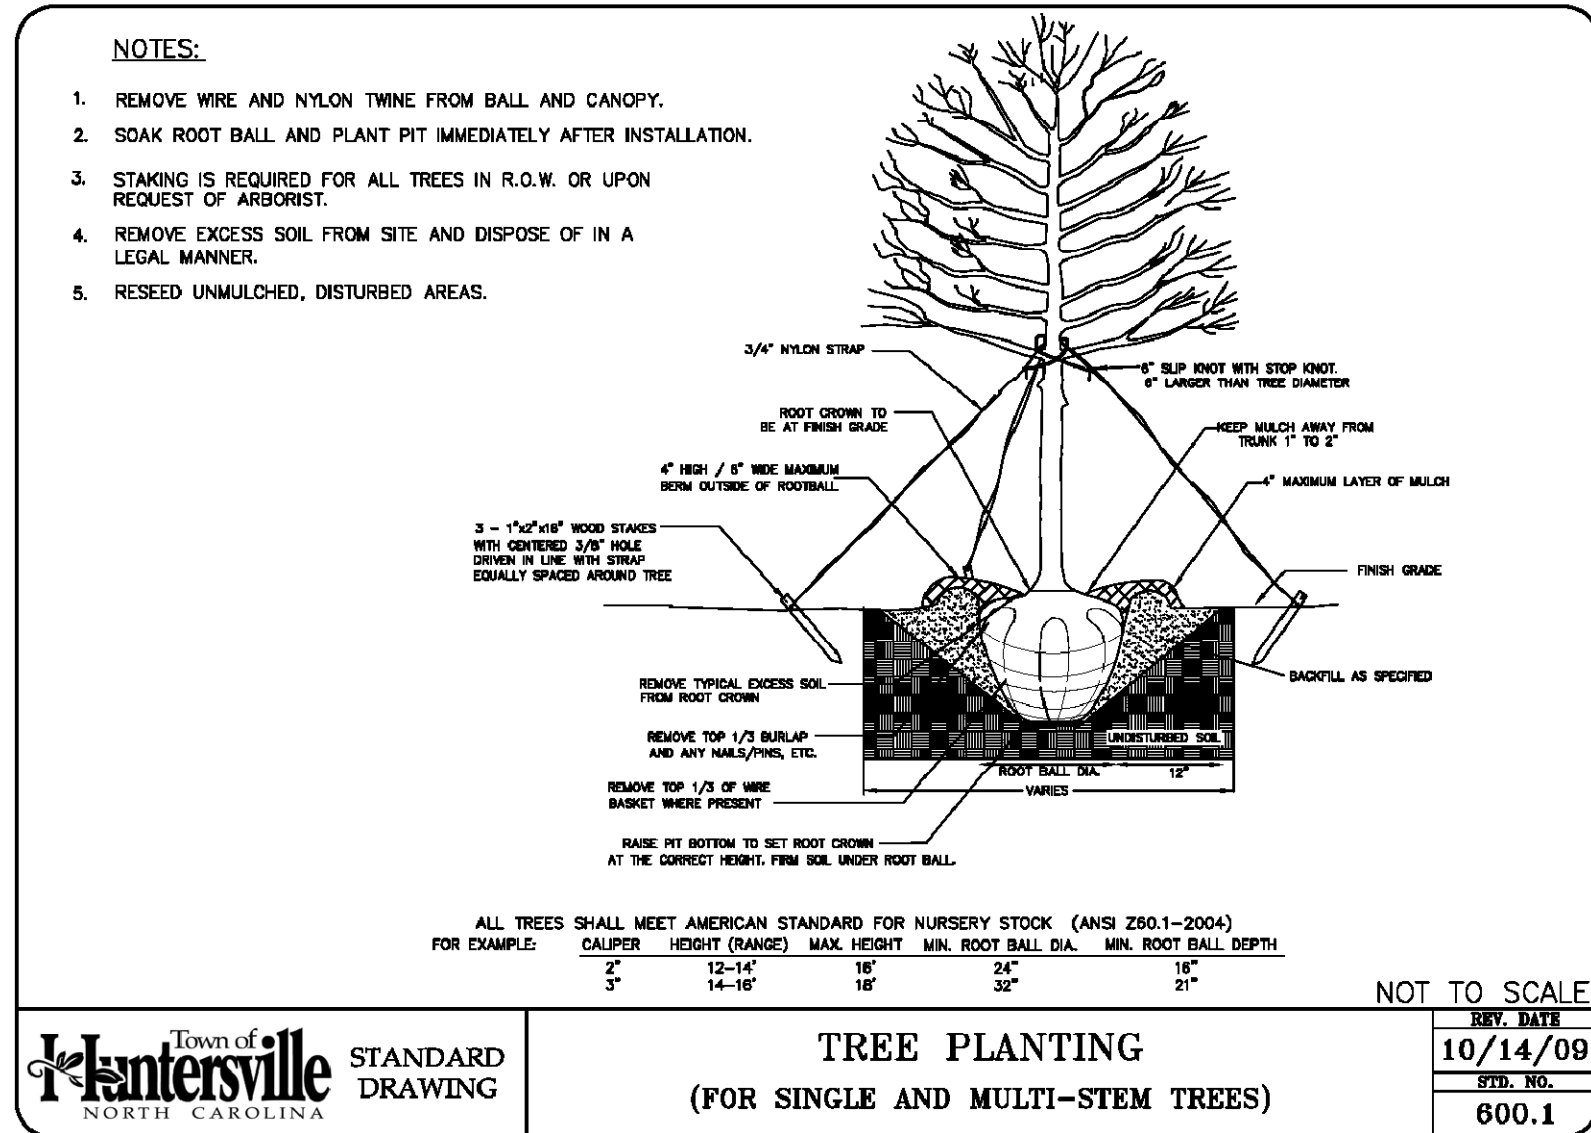 NOTES:
1. REMOVE WIRE AND NYLON TWINE FROM BALL AND CANOPY.
2. SOAK ROOT BALL AND PLANT PIT IMMEDIATELY AFTER INSTALLATION.
3. STAKING IS REQUIRED FOR ALL TREES IN R.O.W. OR UPON
REQUEST OF ARBORIST.
4. REMOVE EXCESS SOIL FROM SITE AND DISPOSE OF IN A
LEGAL MANNER.
5. RESEED UNMULCHED, DISTURBED AREAS.
3/4" NYLON STRAP
6" SLIP KNOT WITH STOP KNOT.
6" LARGER THAN TREE DIAMETER
ROOT CROWN TO
BE AT FINISH GRADE
KEEP MULCH AWAY FROM
TRUNK 1" TO 2"
4" HIGH / 6" WIDE MAXIMUM
BERM OUTSIDE OF ROOTBALL
4" MAXIMUM LAYER OF MULCH
3 - 1"x2"x18" WOOD STAKES
WITH CENTERED 3/8" HOLE
DRIVEN IN LINE WITH STRAP
EQUALLY SPACED AROUND TREE
FINISH GRADE
REMOVE TYPICAL EXCESS SOIL
FROM ROOT CROWN
BACKFILL AS SPECIFIED
REMOVE TOP 1/3 BURLAP
AND ANY NAILS/PINS, ETC.
UNDISTURBED SOIL
ROOT BALL DIA. 12"
VARIES
REMOVE TOP 1/3 OF WIRE
BASKET WHERE PRESENT
RAISE PIT BOTTOM TO SET ROOT CROWN
AT THE CORRECT HEIGHT. FIRM SOIL UNDER ROOT BALL.
ALL TREES SHALL MEET AMERICAN STANDARD FOR NURSERY STOCK (ANSI Z60.1-2004)
FOR EXAMPLE: CALIPER HEIGHT (RANGE) MAX. HEIGHT MIN. ROOT BALL DIA. MIN. ROOT BALL DEPTH
2" 12-14' 16' 24" 16"
3" 14-16' 18' 32" 21"
NOT TO SCALE
Town of
Huntersville
NORTH CAROLINA
STANDARD
DRAWING
TREE PLANTING
(FOR SINGLE AND MULTI-STEM TREES)
REV. DATE
10/14/09
STD. NO.
600.1